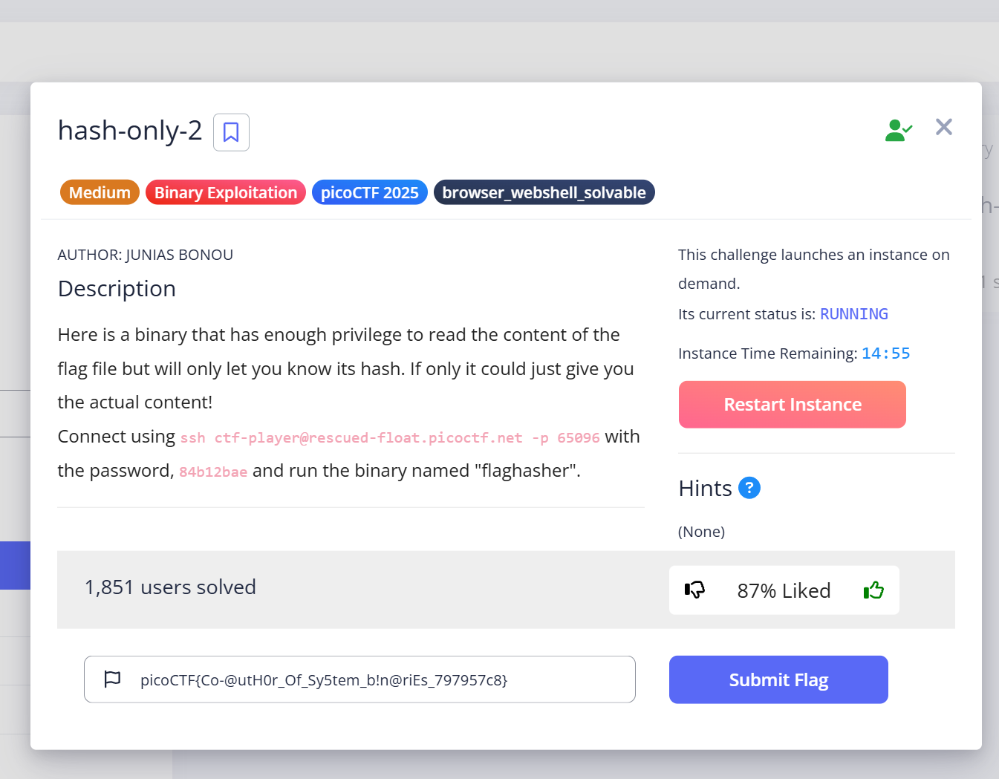 hash-only-2
Medium Binary Exploitation picoCTF 2025 browser_webshell_solvable
AUTHOR: JUNIAS BONOU
Description
Here is a binary that has enough privilege to read the content of the
flag file but will only let you know its hash. If only it could just give you
the actual content!
Connect using ssh ctf-player@rescued-float.picoctf.net -p 65096 with
the password, 84b12bae and run the binary named "flaghasher".
This challenge launches an instance on
demand.
Its current status is: RUNNING
Instance Time Remaining: 14:55
Restart Instance
Hints ?
(None)
1,851 users solved
87% Liked
picoCTF{Co-@utH0r_Of_Sy5tem_b!n@riEs_797957c8}
Submit Flag